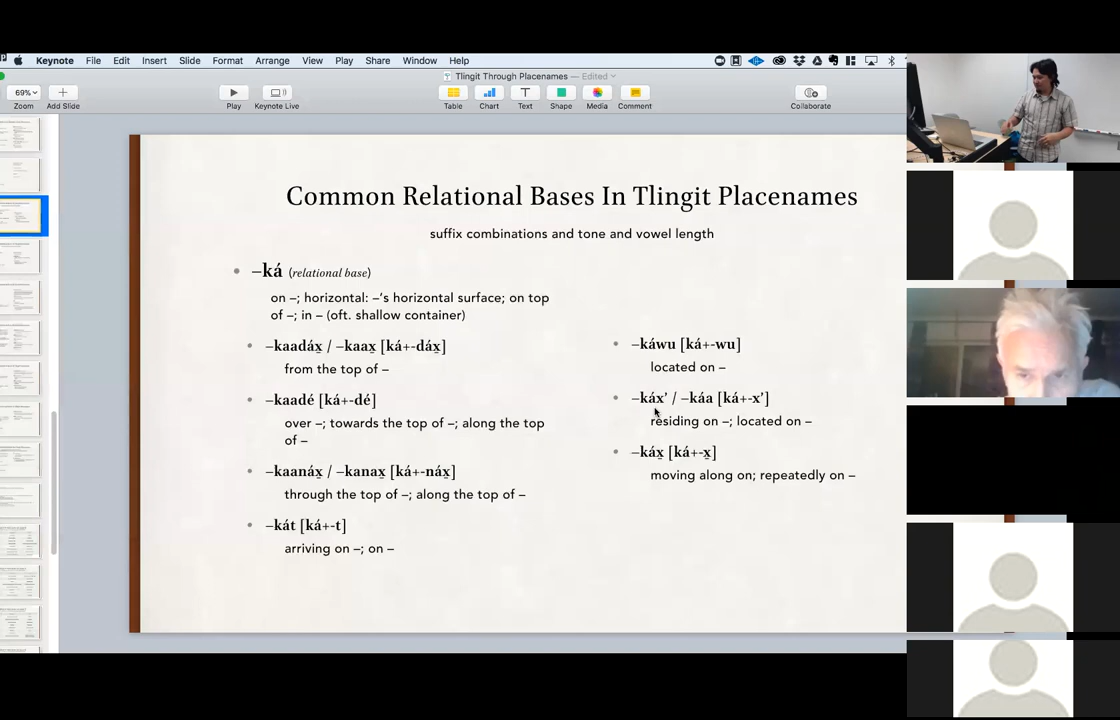 Keynote File Edit Insert Slide Format Arrange View Play Share Window Help
Tlingit Through Placenames — Edited
69%
Zoom Add Slide Play Keynote Live Table Chart Text Shape Media Comment Collaborate
Common Relational Bases In Tlingit Placenames
suffix combinations and tone and vowel length
–ká (relational base)
on –; horizontal: –‘s horizontal surface; on top
of –; in – (oft. shallow container)
–kaadáx̱ / –kaax̱ [ká+-dáx̱]
from the top of –
–kaadé [ká+-dé]
over –; towards the top of –; along the top
of –
–kaanáx̱ / –kanax̱ [ká+-náx̱]
through the top of –; along the top of –
–kát [ká+-t]
arriving on –; on –
–káwu [ká+-wu]
located on –
–káx’ / –káa [ká+-x’]
residing on –; located on –
–káx̱ [ká+-x̱]
moving along on; repeatedly on –